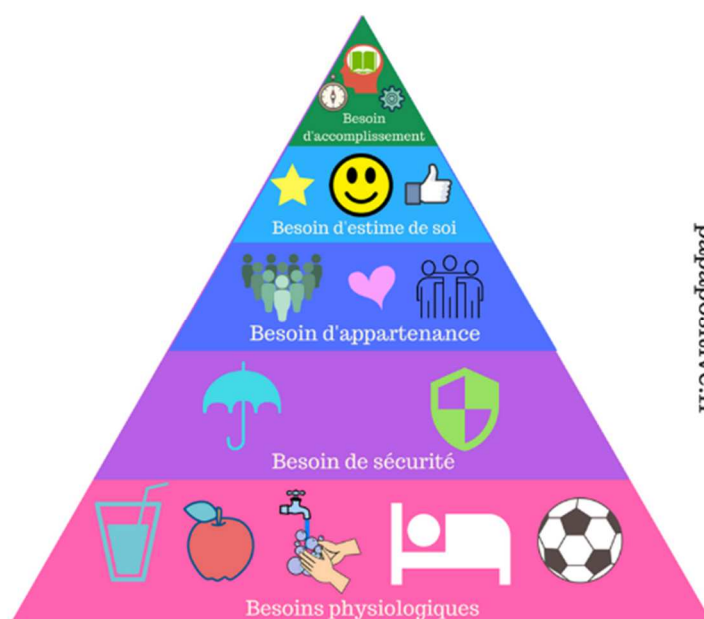 Besoin
d'accomplissement
Besoin d'estime de soi
Besoin d'appartenance
Besoin de sécurité
Besoins physiologiques